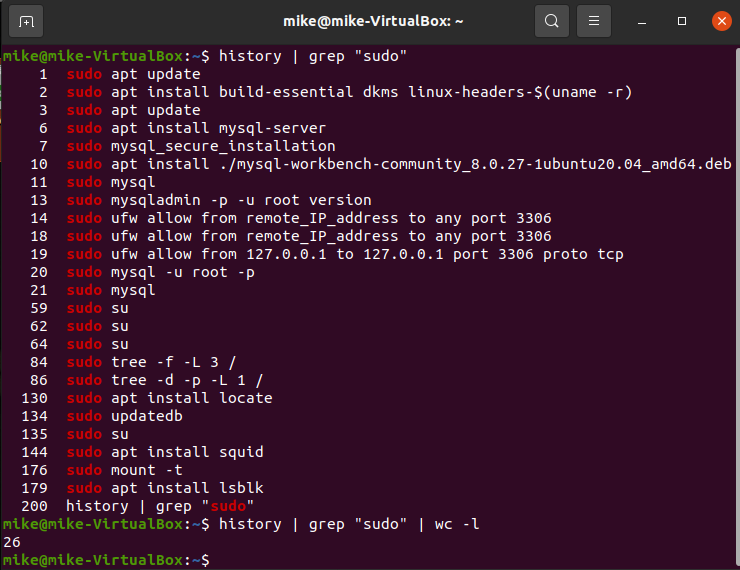 mike@mike-VirtualBox: ~
mike@mike-VirtualBox:~$ history | grep "sudo"
    1  sudo apt update
    2  sudo apt install build-essential dkms linux-headers-$(uname -r)
    3  sudo apt update
    6  sudo apt install mysql-server
    7  sudo mysql_secure_installation
   10  sudo apt install ./mysql-workbench-community_8.0.27-1ubuntu20.04_amd64.deb
   11  sudo mysql
   13  sudo mysqladmin -p -u root version
   14  sudo ufw allow from remote_IP_address to any port 3306
   18  sudo ufw allow from remote_IP_address to any port 3306
   19  sudo ufw allow from 127.0.0.1 to 127.0.0.1 port 3306 proto tcp
   20  sudo mysql -u root -p
   21  sudo mysql
   59  sudo su
   62  sudo su
   64  sudo su
   84  sudo tree -f -L 3 /
   86  sudo tree -d -p -L 1 /
  130  sudo apt install locate
  134  sudo updatedb
  135  sudo su
  144  sudo apt install squid
  176  sudo mount -t
  179  sudo apt install lsblk
  200  history | grep "sudo"
mike@mike-VirtualBox:~$ history | grep "sudo" | wc -l
26
mike@mike-VirtualBox:~$